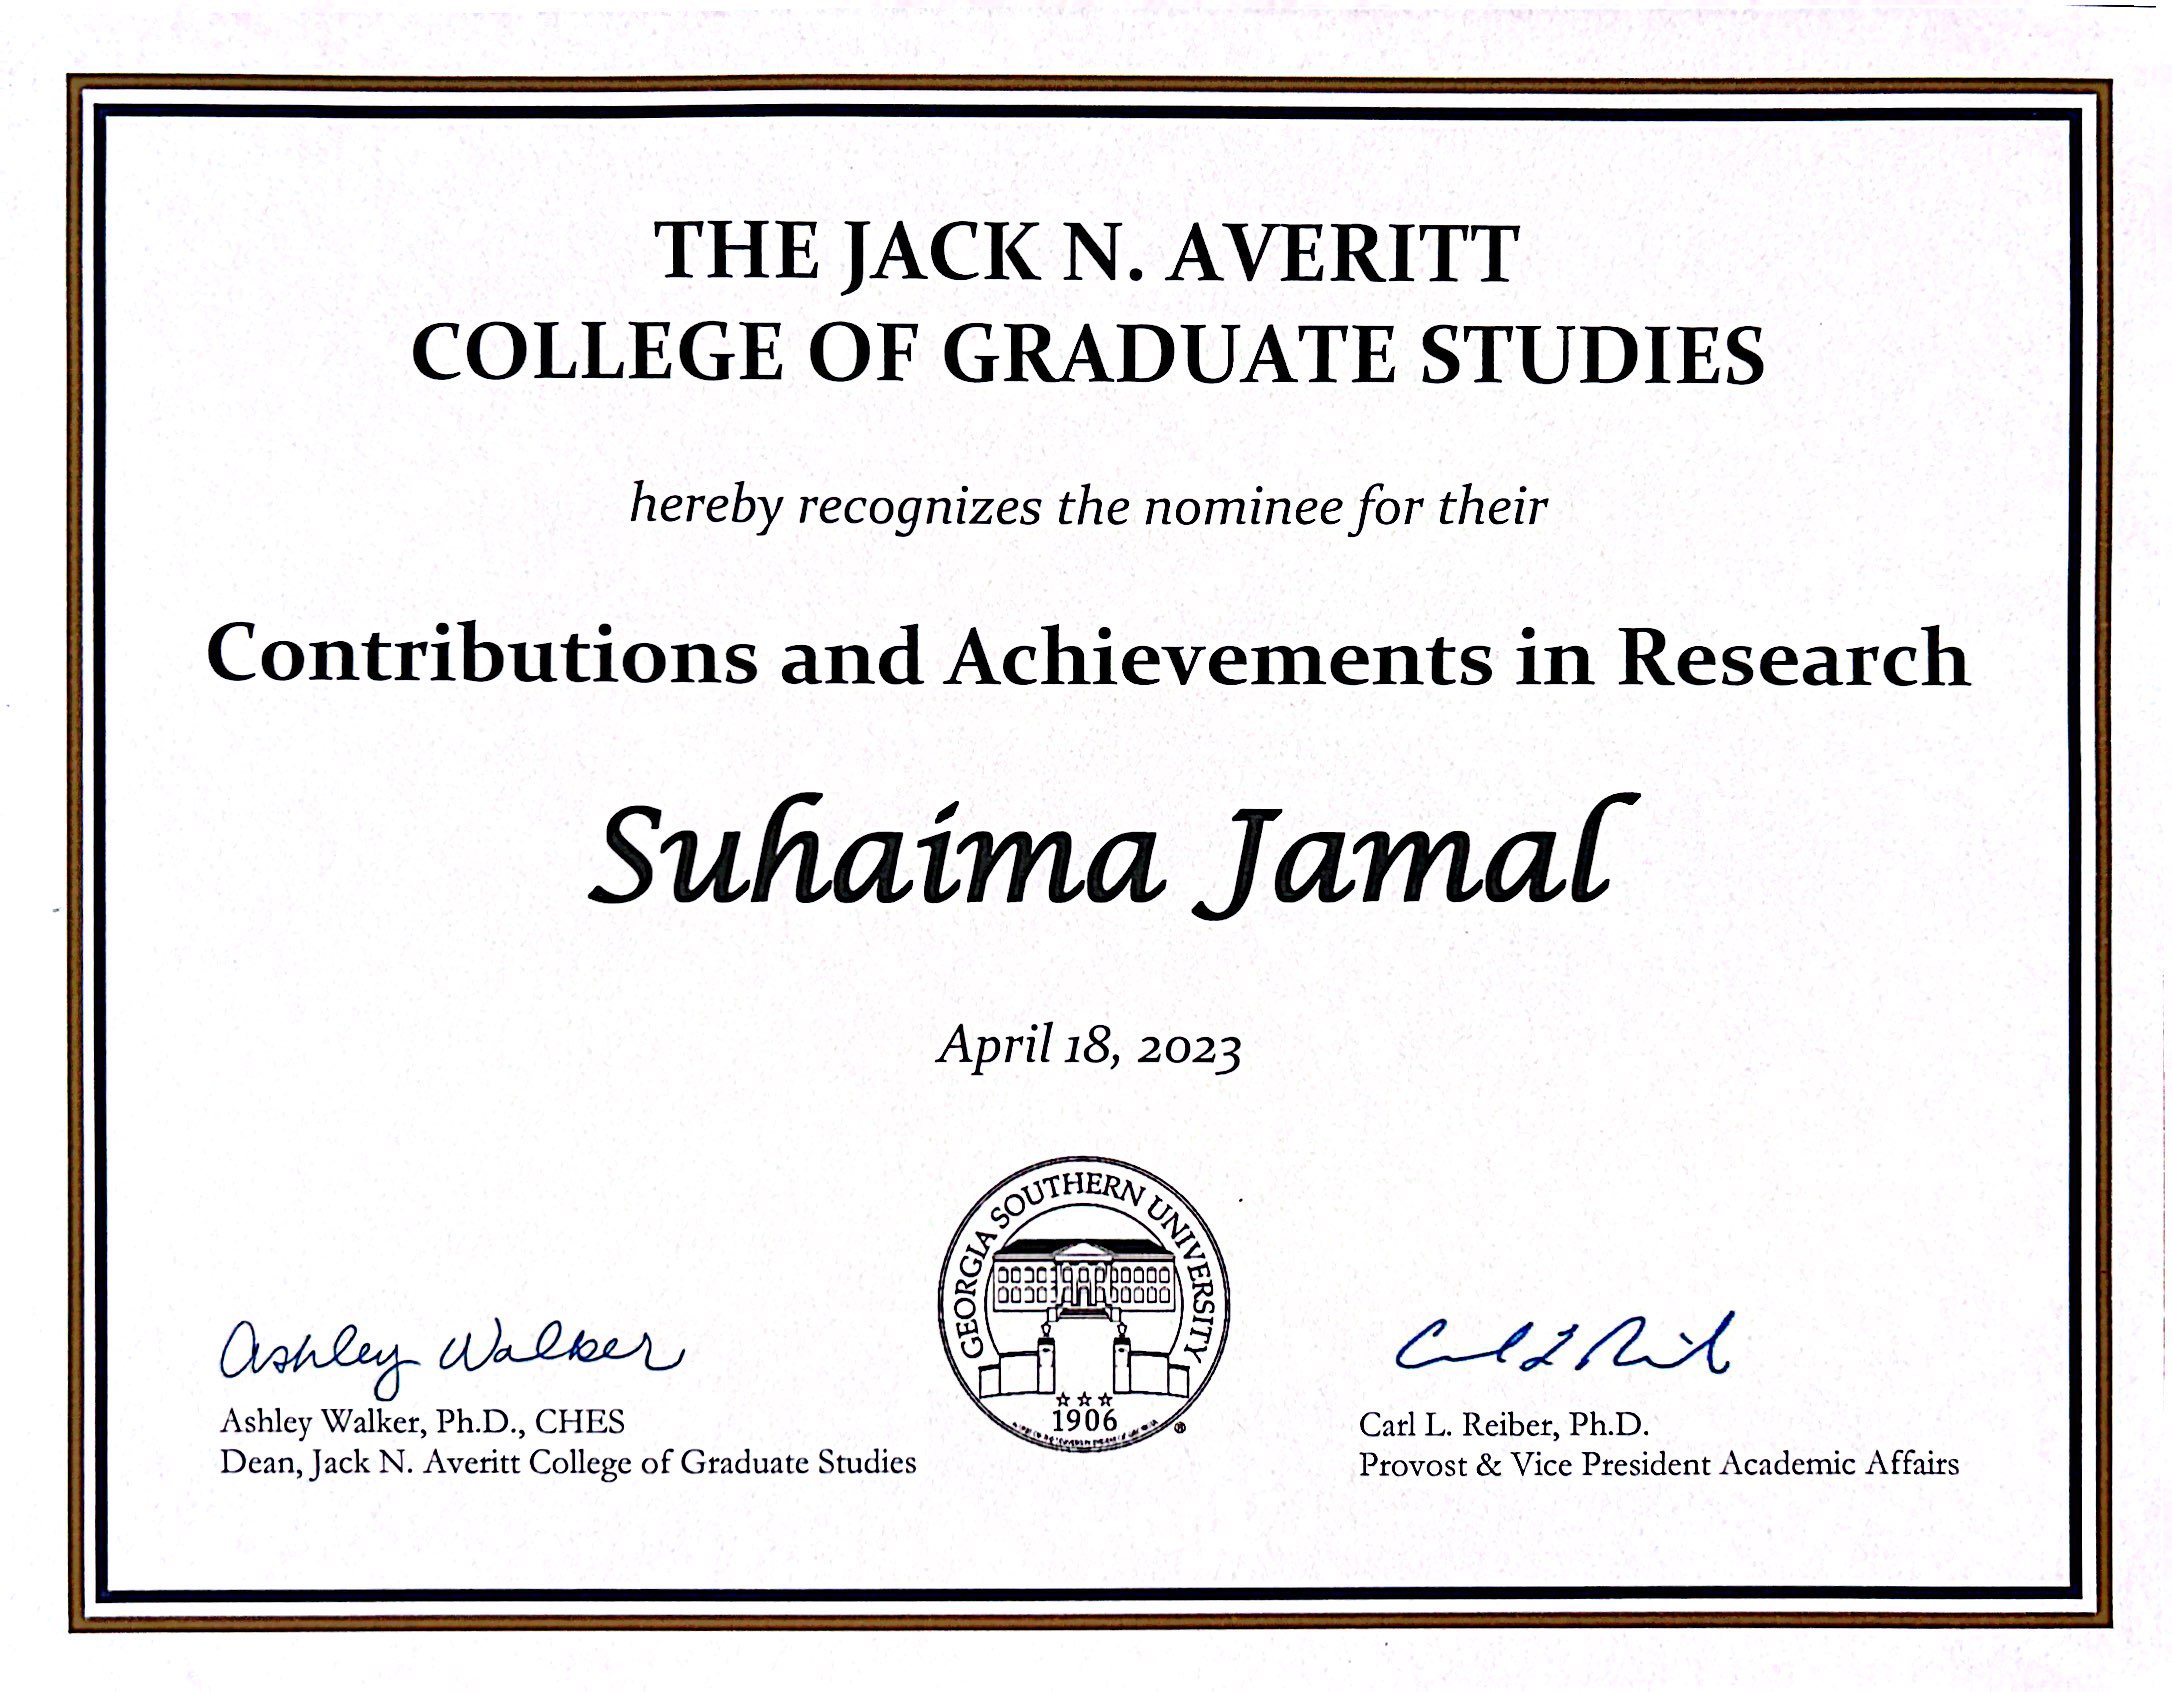 THE JACK N. AVERITT
COLLEGE OF GRADUATE STUDIES
hereby recognizes the nominee for their
Contributions and Achievements in Research
Suhaima Jamal
April 18, 2023
GEORGIA SOUTHERN UNIVERSITY
1906
®
Ashley Walker
Ashley Walker, Ph.D., CHES
Dean, Jack N. Averitt College of Graduate Studies
Carl L. Reiber, Ph.D.
Provost & Vice President Academic Affairs